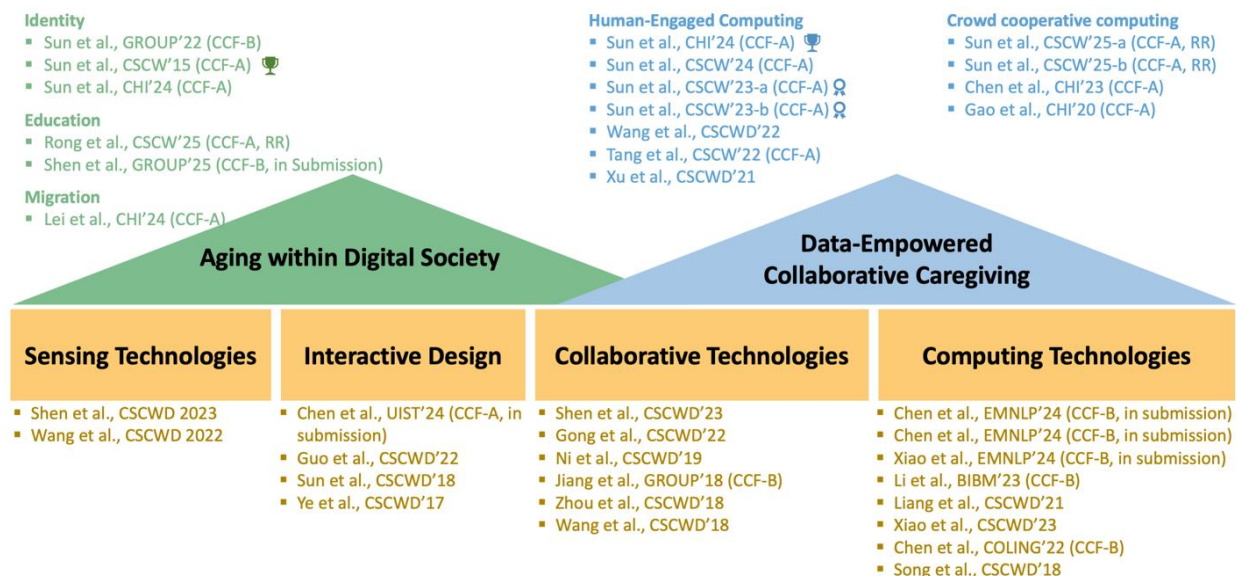 Identity
▪ Sun et al., GROUP'22 (CCF-B)
▪ Sun et al., CSCW'15 (CCF-A)
▪ Sun et al., CHI'24 (CCF-A)
Education
▪ Rong et al., CSCW'25 (CCF-A, RR)
▪ Shen et al., GROUP'25 (CCF-B, in Submission)
Migration
▪ Lei et al., CHI'24 (CCF-A)
Human-Engaged Computing
▪ Sun et al., CHI'24 (CCF-A)
▪ Sun et al., CSCW'24 (CCF-A)
▪ Sun et al., CSCW'23-a (CCF-A)
▪ Sun et al., CSCW'23-b (CCF-A)
▪ Wang et al., CSCWD'22
▪ Tang et al., CSCW'22 (CCF-A)
▪ Xu et al., CSCWD'21
Crowd cooperative computing
▪ Sun et al., CSCW'25-a (CCF-A, RR)
▪ Sun et al., CSCW'25-b (CCF-A, RR)
▪ Chen et al., CHI'23 (CCF-A)
▪ Gao et al., CHI'20 (CCF-A)
Aging within Digital Society
Data-Empowered
Collaborative Caregiving
Sensing Technologies
▪ Shen et al., CSCWD 2023
▪ Wang et al., CSCWD 2022
Interactive Design
▪ Chen et al., UIST'24 (CCF-A, in
submission)
▪ Guo et al., CSCWD'22
▪ Sun et al., CSCWD'18
▪ Ye et al., CSCWD'17
Collaborative Technologies
▪ Shen et al., CSCWD'23
▪ Gong et al., CSCWD'22
▪ Ni et al., CSCWD'19
▪ Jiang et al., GROUP'18 (CCF-B)
▪ Zhou et al., CSCWD'18
▪ Wang et al., CSCWD'18
Computing Technologies
▪ Chen et al., EMNLP'24 (CCF-B, in submission)
▪ Chen et al., EMNLP'24 (CCF-B, in submission)
▪ Xiao et al., EMNLP'24 (CCF-B, in submission)
▪ Li et al., BIBM'23 (CCF-B)
▪ Liang et al., CSCWD'21
▪ Xiao et al., CSCWD'23
▪ Chen et al., COLING'22 (CCF-B)
▪ Song et al., CSCWD'18